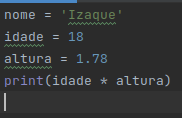 nome = 'Izaque'
idade = 18
altura = 1.78
print(idade * altura)